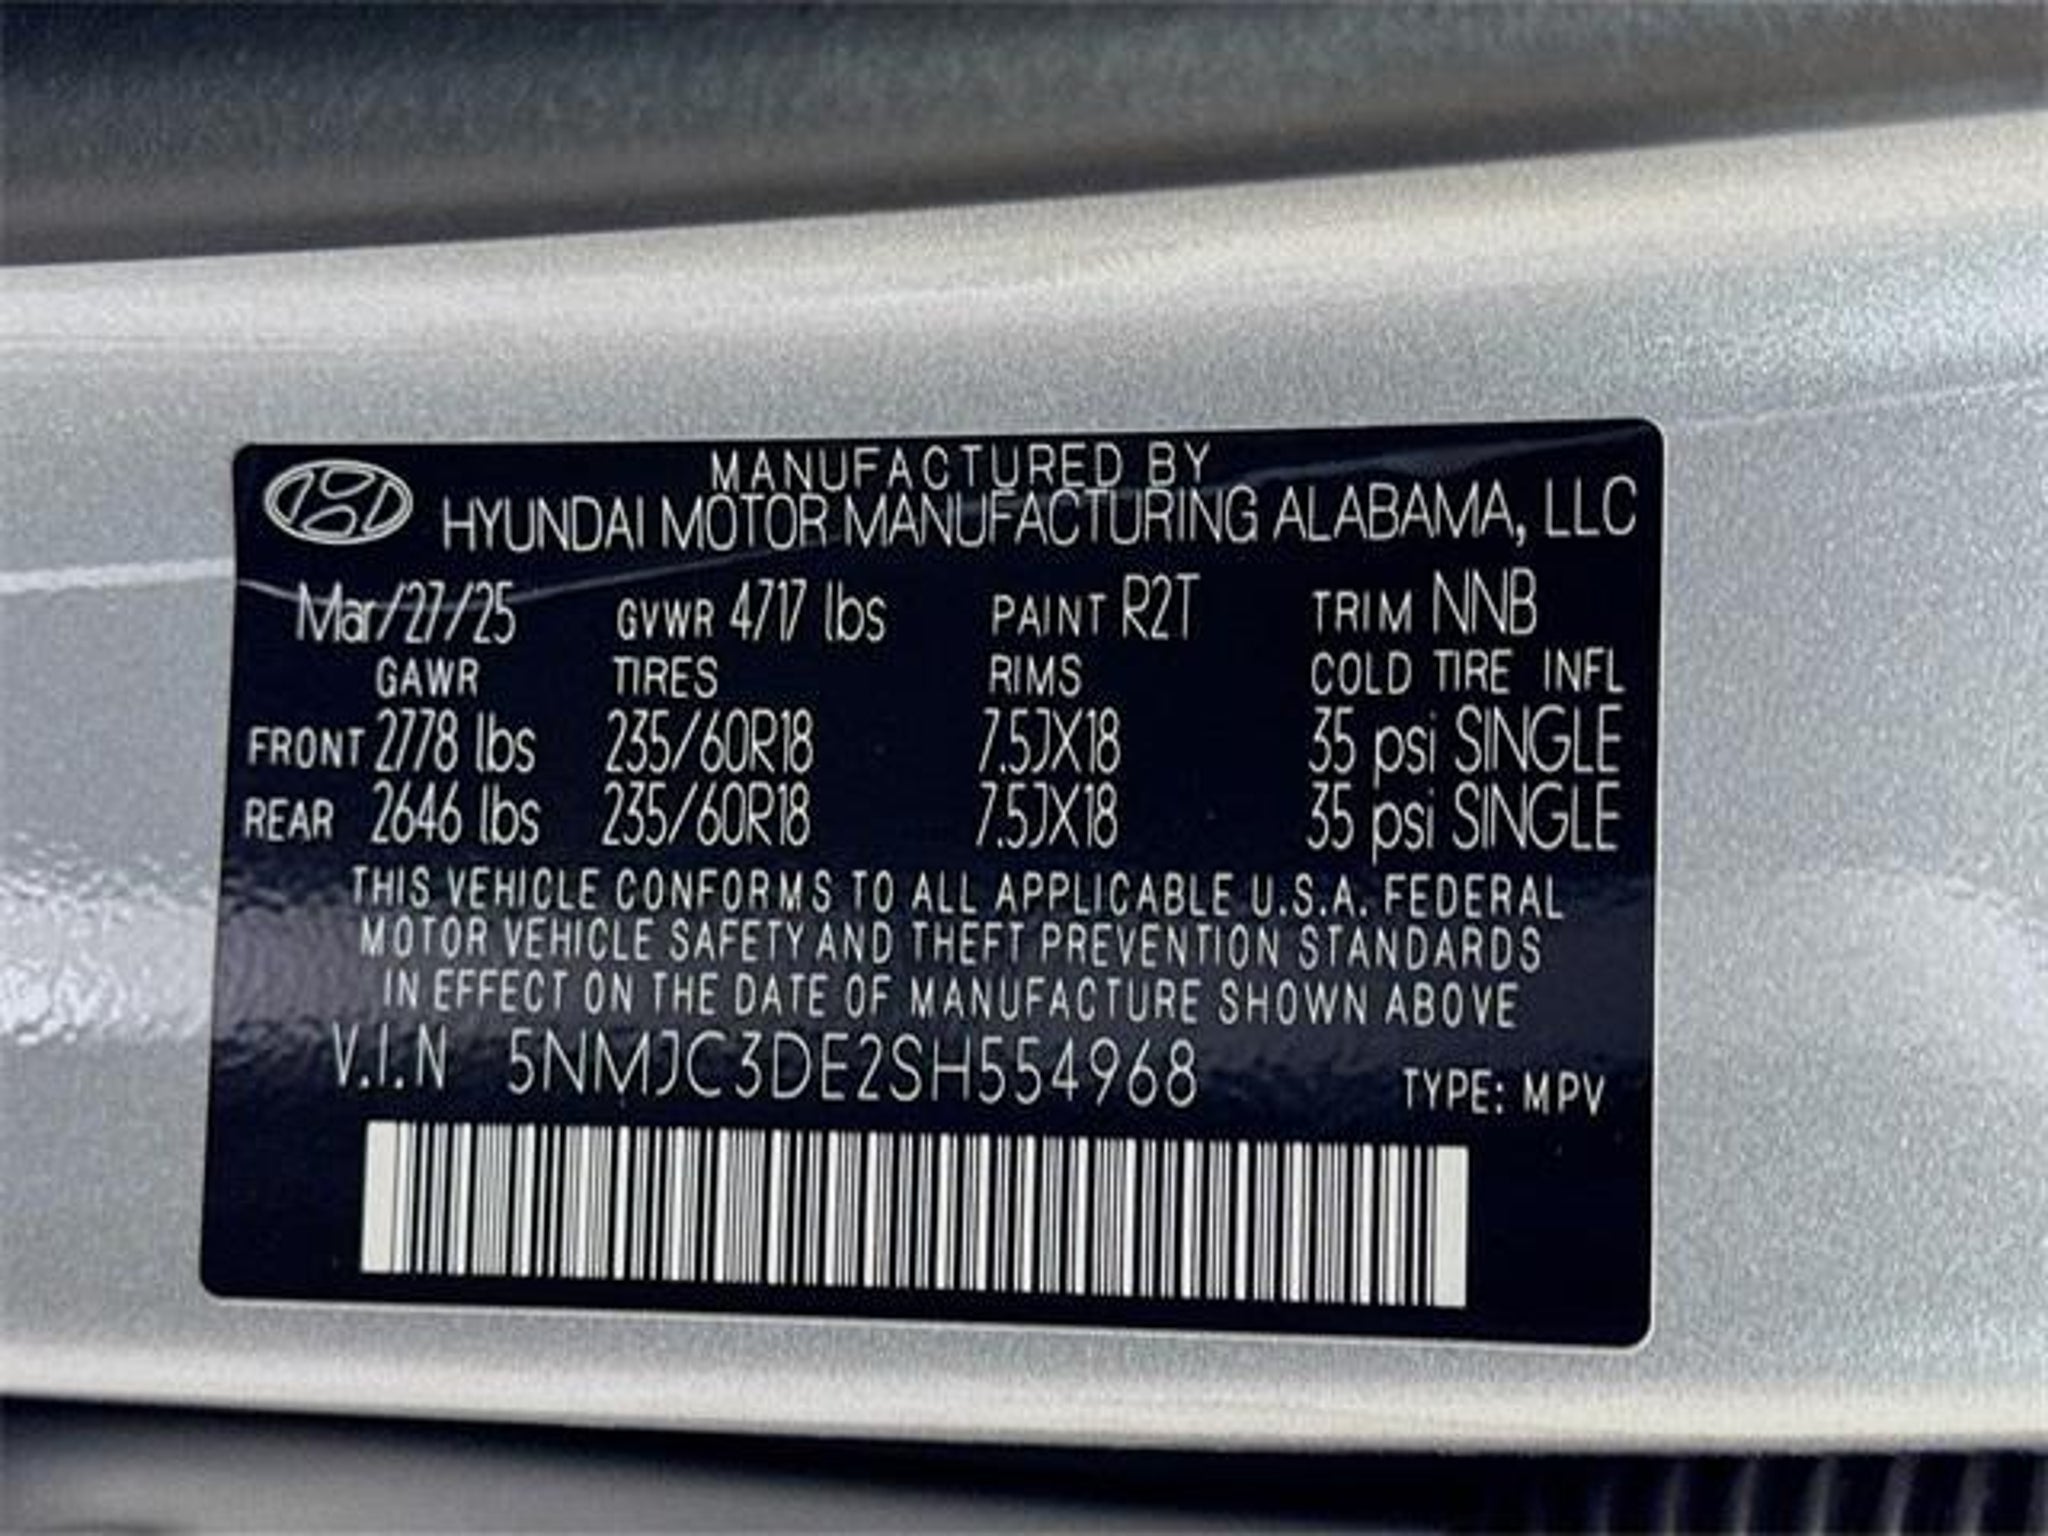 MANUFACTURED BY
HYUNDAI MOTOR MANUFACTURING ALABAMA, LLC
Mar/27/25 GVWR 4717 lbs PAINT R2T TRIM NNB
GAWR TIRES RIMS COLD TIRE INFL
FRONT 2778 lbs 235/60R18 7.5JX18 35 psi SINGLE
REAR 2646 lbs 235/60R18 7.5JX18 35 psi SINGLE
THIS VEHICLE CONFORMS TO ALL APPLICABLE U.S.A. FEDERAL
MOTOR VEHICLE SAFETY AND THEFT PREVENTION STANDARDS
IN EFFECT ON THE DATE OF MANUFACTURE SHOWN ABOVE
V.I.N 5NMJC3DE2SH554968 TYPE: MPV